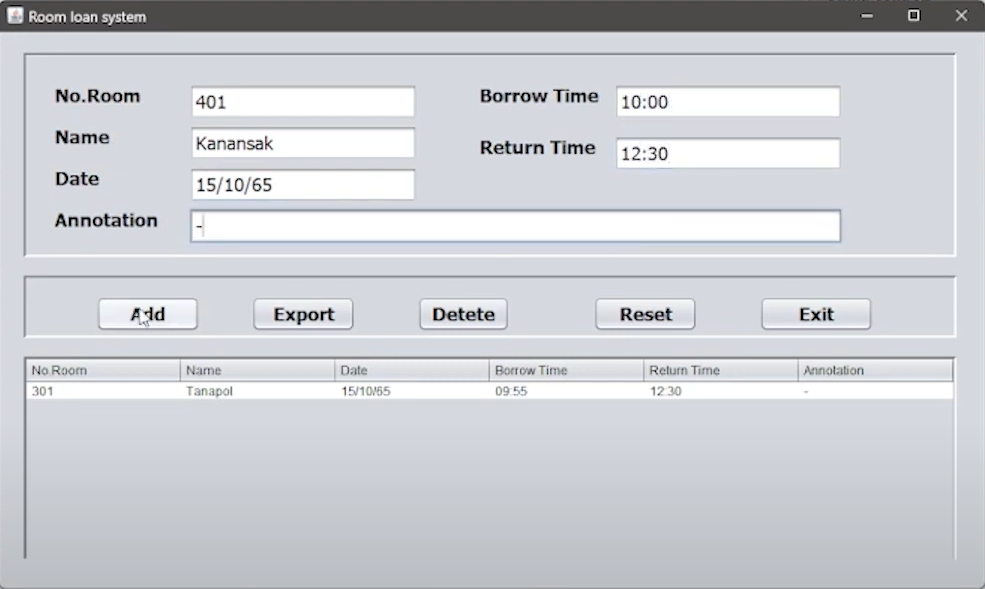 Room loan system
No.Room 401 Borrow Time 10:00
Name Kanansak
Return Time 12:30
Date 15/10/65
Annotation -
Add Export Detete Reset Exit
No.Room Name Date Borrow Time Return Time Annotation
301 Tanapol 15/10/65 09:55 12:30 -